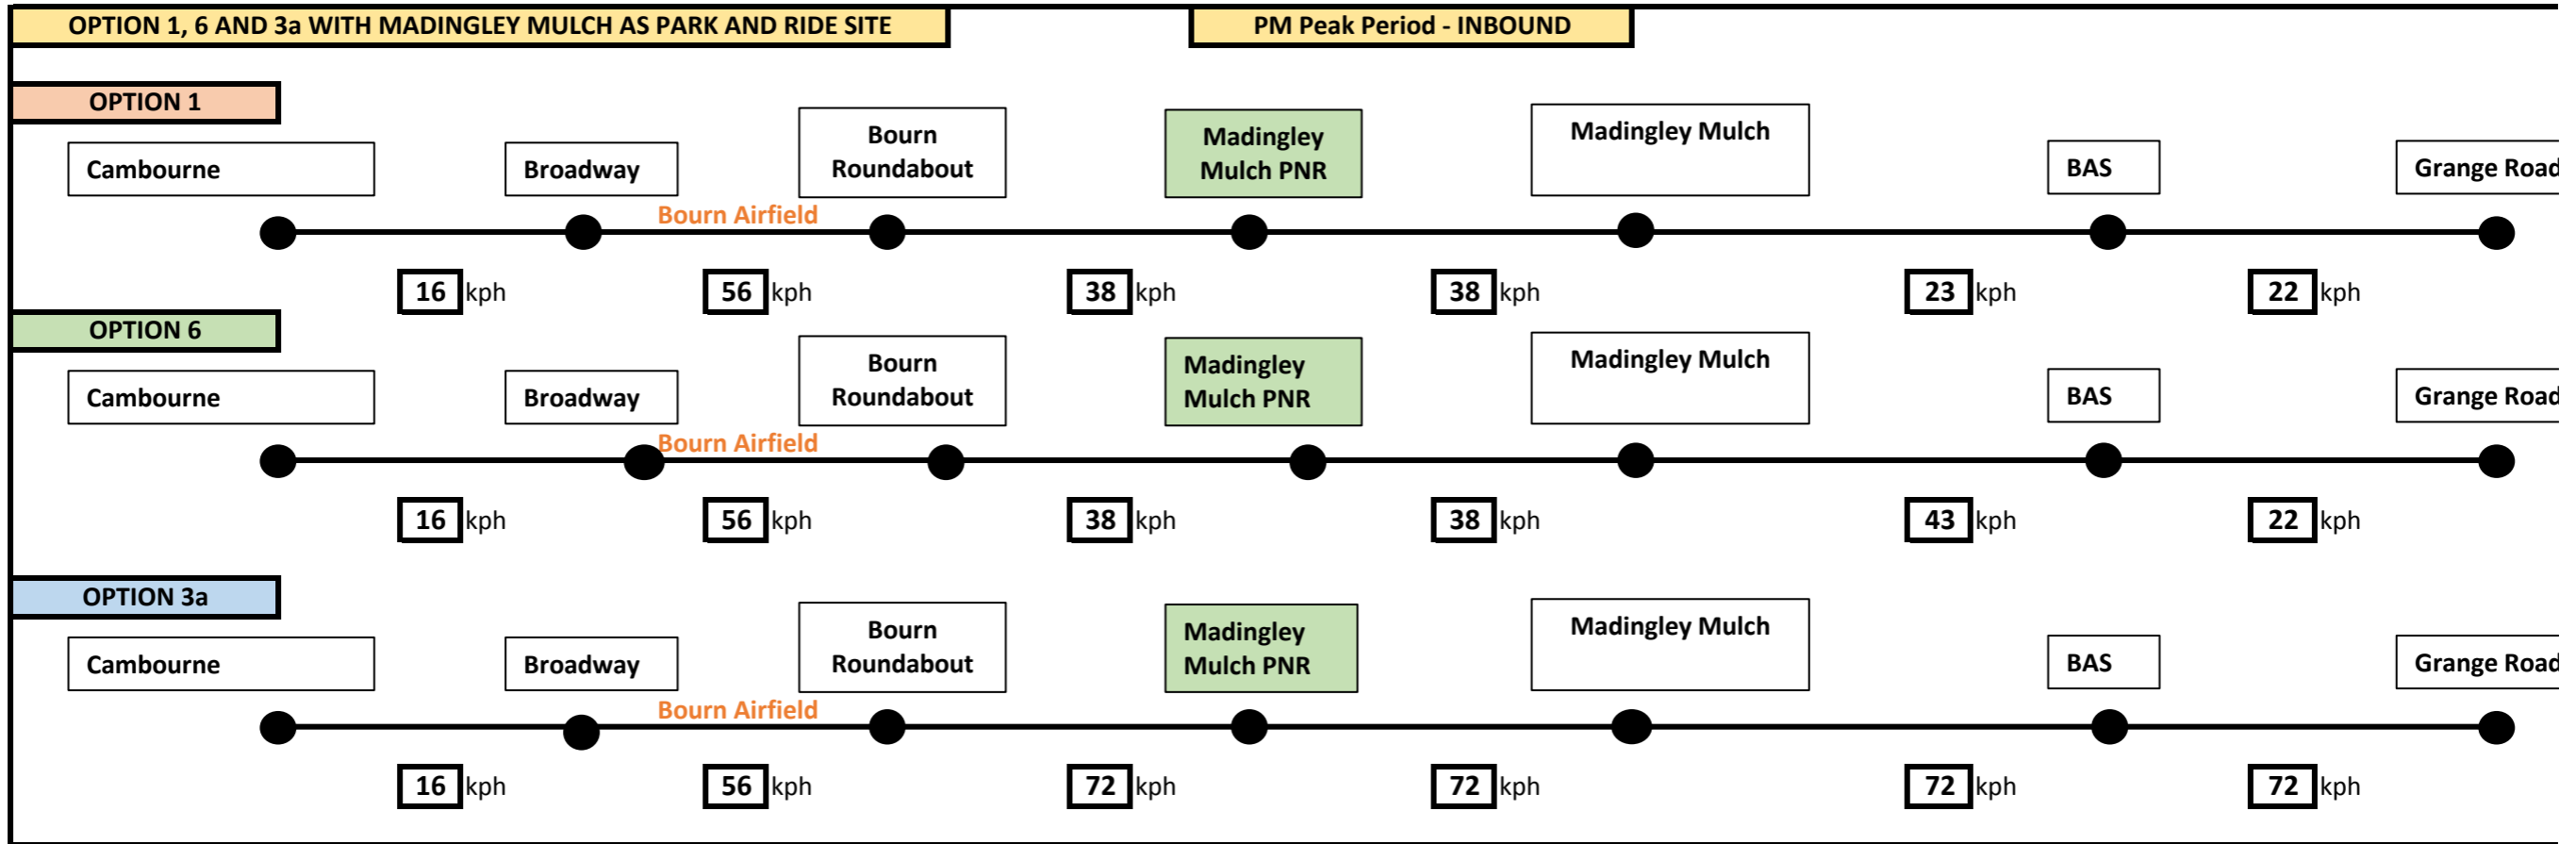 OPTION 1, 6 AND 3a WITH MADINGLEY MULCH AS PARK AND RIDE SITE
PM Peak Period - INBOUND
OPTION 1
Cambourne
Broadway
Bourn
Roundabout
Madingley
Mulch PNR
Madingley Mulch
BAS
Grange Road
Bourn Airfield
16 kph
56 kph
38 kph
38 kph
23 kph
22 kph
OPTION 6
Cambourne
Broadway
Bourn
Roundabout
Madingley
Mulch PNR
Madingley Mulch
BAS
Grange Road
Bourn Airfield
16 kph
56 kph
38 kph
38 kph
43 kph
22 kph
OPTION 3a
Cambourne
Broadway
Bourn
Roundabout
Madingley
Mulch PNR
Madingley Mulch
BAS
Grange Road
Bourn Airfield
16 kph
56 kph
72 kph
72 kph
72 kph
72 kph